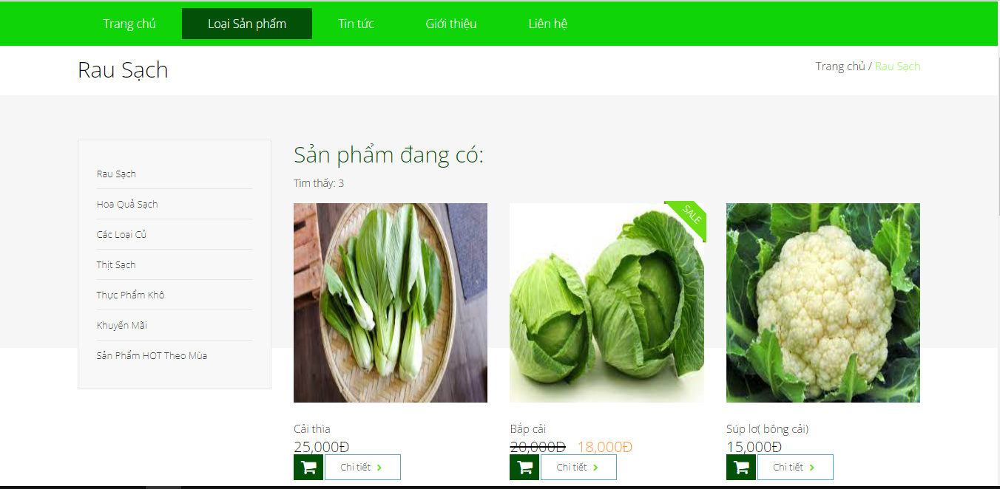 Trang chủ Loại Sản phẩm Tin tức Giới thiệu Liên hệ
Rau Sạch
Trang chủ / Rau Sạch
Rau Sạch
Hoa Quả Sạch
Các Loại Củ
Thịt Sạch
Thực Phẩm Khô
Khuyến Mãi
Sản Phẩm HOT Theo Mùa
Sản phẩm đang có:
Tìm thấy: 3
SALE
Cải thìa
25,000Đ
Chi tiết
Bắp cải
20,000Đ 18,000Đ
Chi tiết
Súp lơ( bông cải)
15,000Đ
Chi tiết